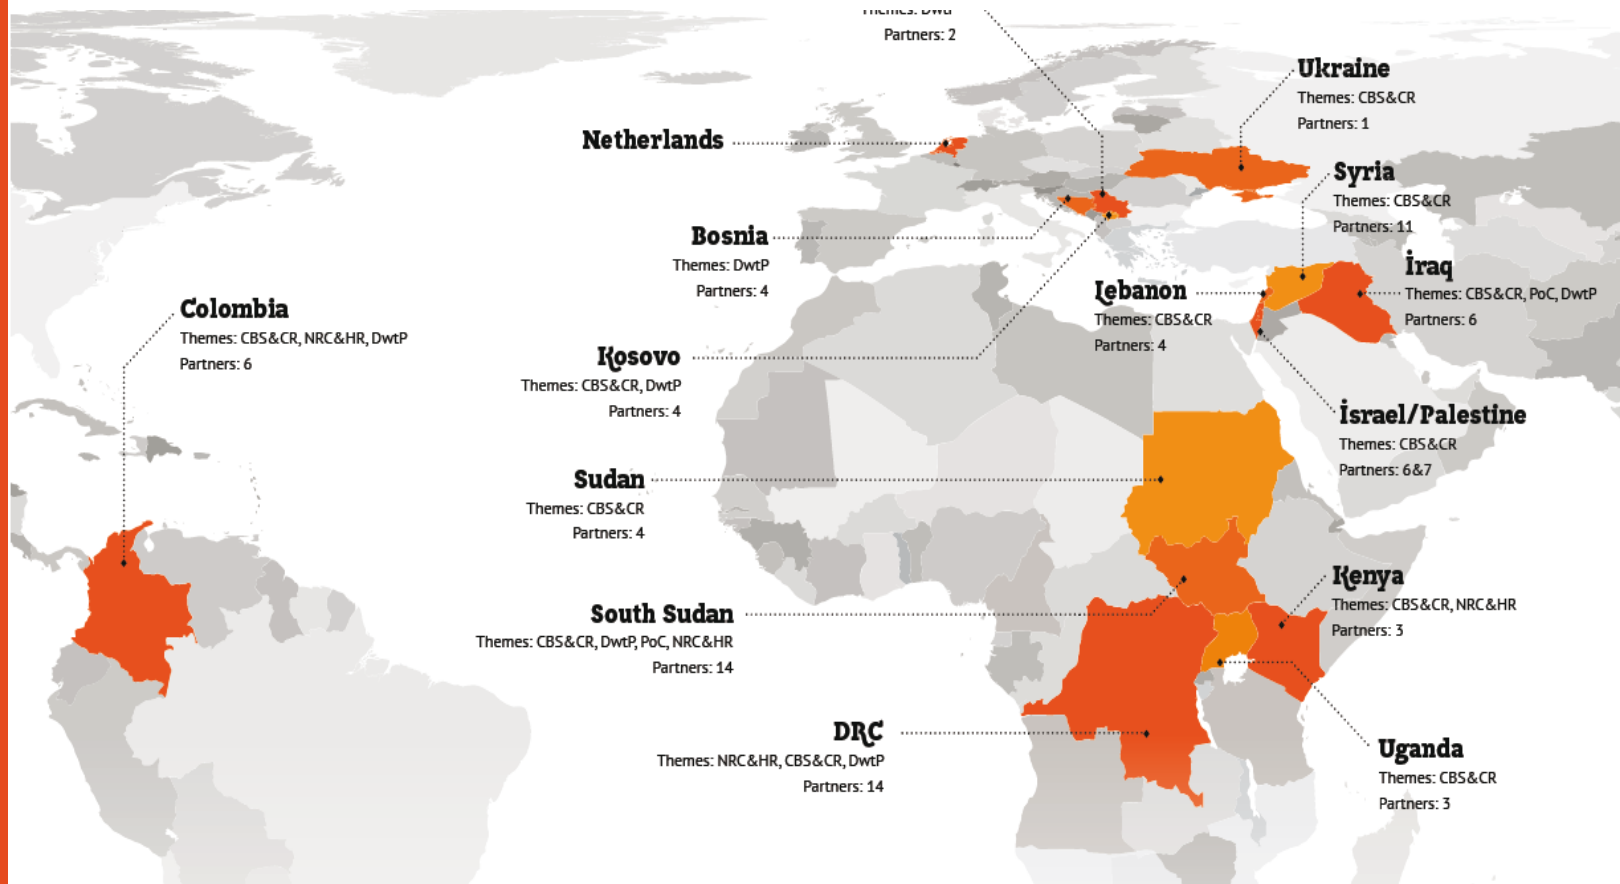 Themes: DwtP
Partners: 2
Ukraine
Themes: CBS&CR
Partners: 1
Netherlands
Syria
Themes: CBS&CR
Partners: 11
Bosnia
Themes: DwtP
Partners: 4
Iraq
Themes: CBS&CR, PoC, DwtP
Partners: 6
Lebanon
Themes: CBS&CR
Partners: 4
Colombia
Themes: CBS&CR, NRC&HR, DwtP
Partners: 6
Kosovo
Themes: CBS&CR, DwtP
Partners: 4
Israel/Palestine
Themes: CBS&CR
Partners: 6&7
Sudan
Themes: CBS&CR
Partners: 4
Kenya
Themes: CBS&CR, NRC&HR
Partners: 3
South Sudan
Themes: CBS&CR, DwtP, PoC, NRC&HR
Partners: 14
DRC
Themes: NRC&HR, CBS&CR, DwtP
Partners: 14
Uganda
Themes: CBS&CR
Partners: 3